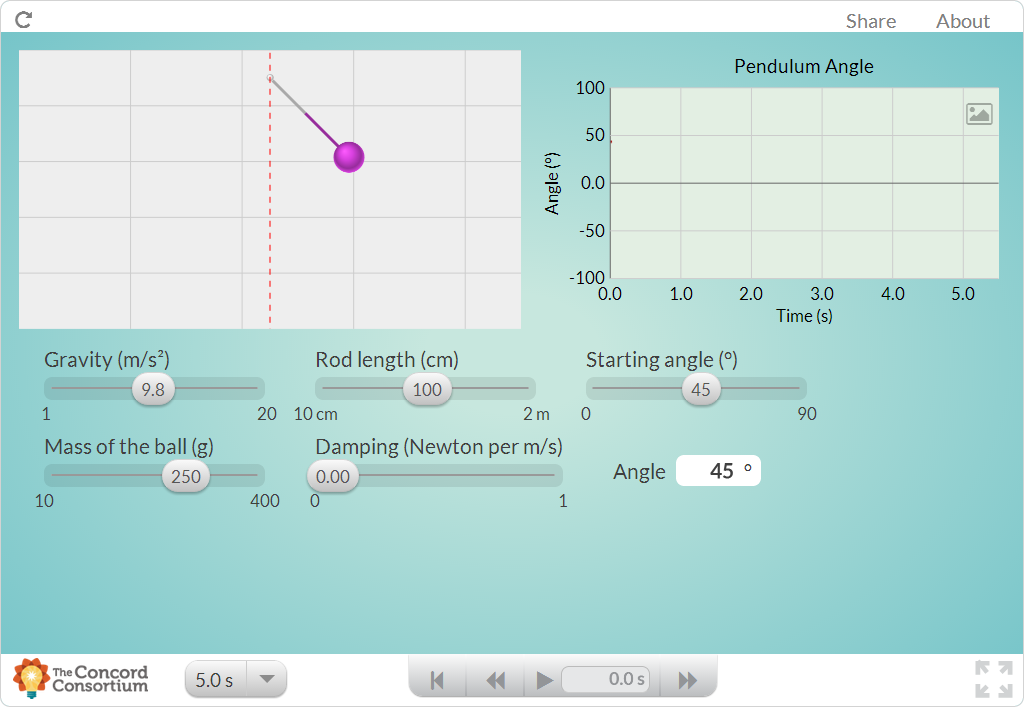 Share About
Pendulum Angle
100
50
0.0
-50
-100
Angle (º)
0.0 1.0 2.0 3.0 4.0 5.0
Time (s)
Gravity (m/s²) Rod length (cm) Starting angle (º)
9.8 100 45
1 20 10 cm 2 m 0 90
Mass of the ball (g) Damping (Newton per m/s)
250 0.00 Angle 45 º
10 400 0 1
The Concord
Consortium
5.0 s 0.0 s